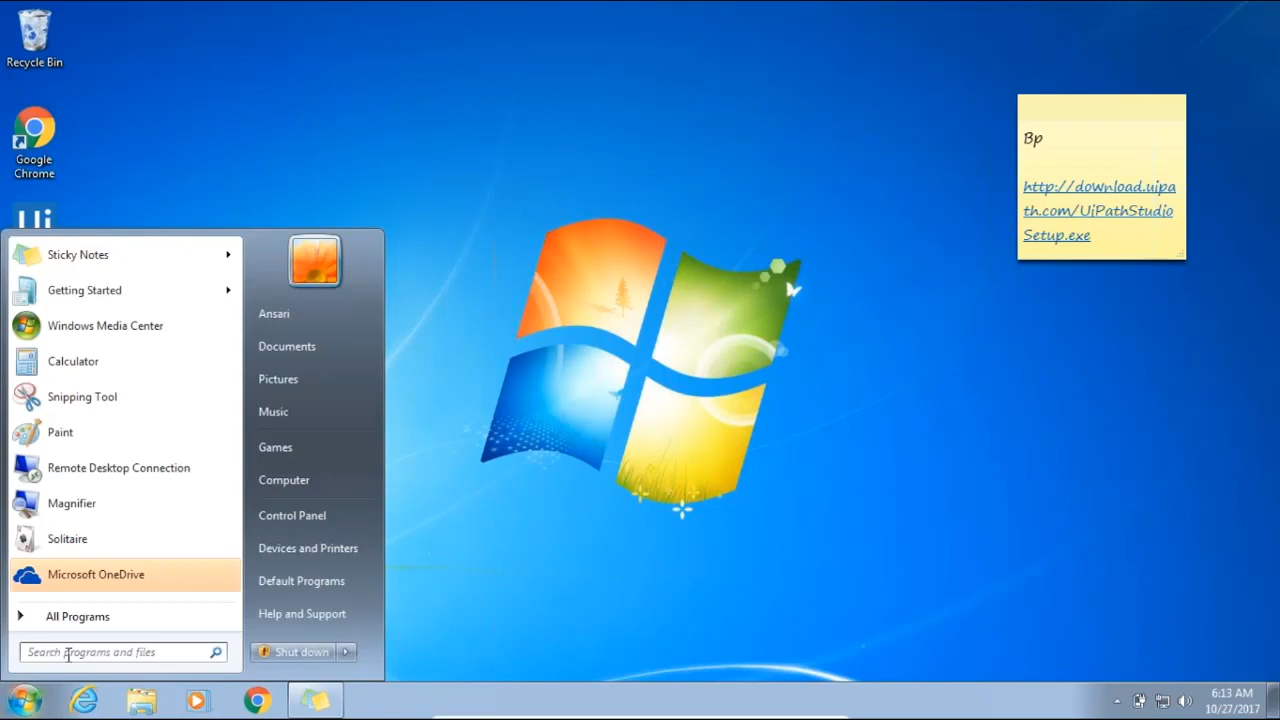 Recycle Bin
Google
Chrome
Ui
Bp
http://download.uipa
th.com/UiPathStudio
Setup.exe
Sticky Notes
Getting Started
Windows Media Center
Calculator
Snipping Tool
Paint
Remote Desktop Connection
Magnifier
Solitaire
Microsoft OneDrive
All Programs
Search programs and files
Ansari
Documents
Pictures
Music
Games
Computer
Control Panel
Devices and Printers
Default Programs
Help and Support
Shut down
6:13 AM
10/27/2017